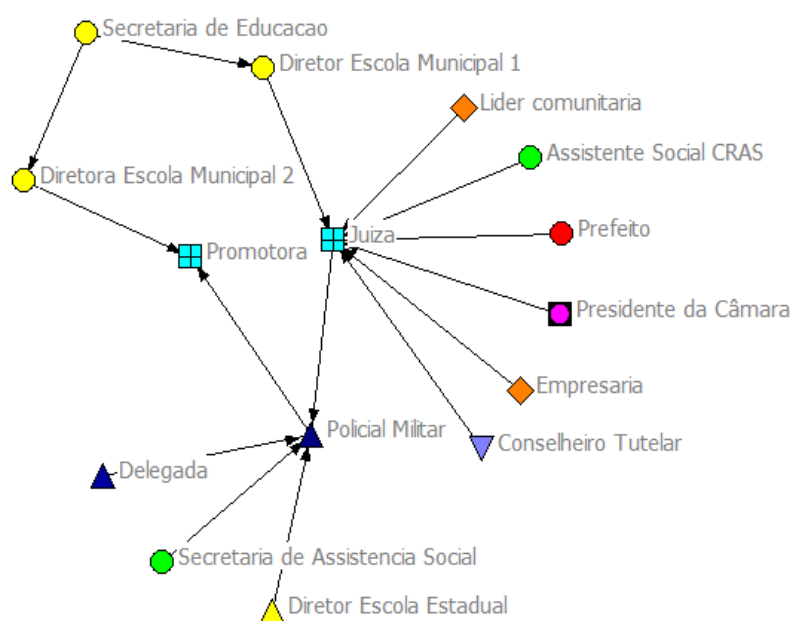 Secretaria de Educacao
Diretor Escola Municipal 1
Lider comunitaria
Assistente Social CRAS
Diretora Escola Municipal 2
Prefeito
Juiza
Promotora
Presidente da Câmara
Empresaria
Policial Militar
Conselheiro Tutelar
Delegada
Secretaria de Assistencia Social
Diretor Escola Estadual